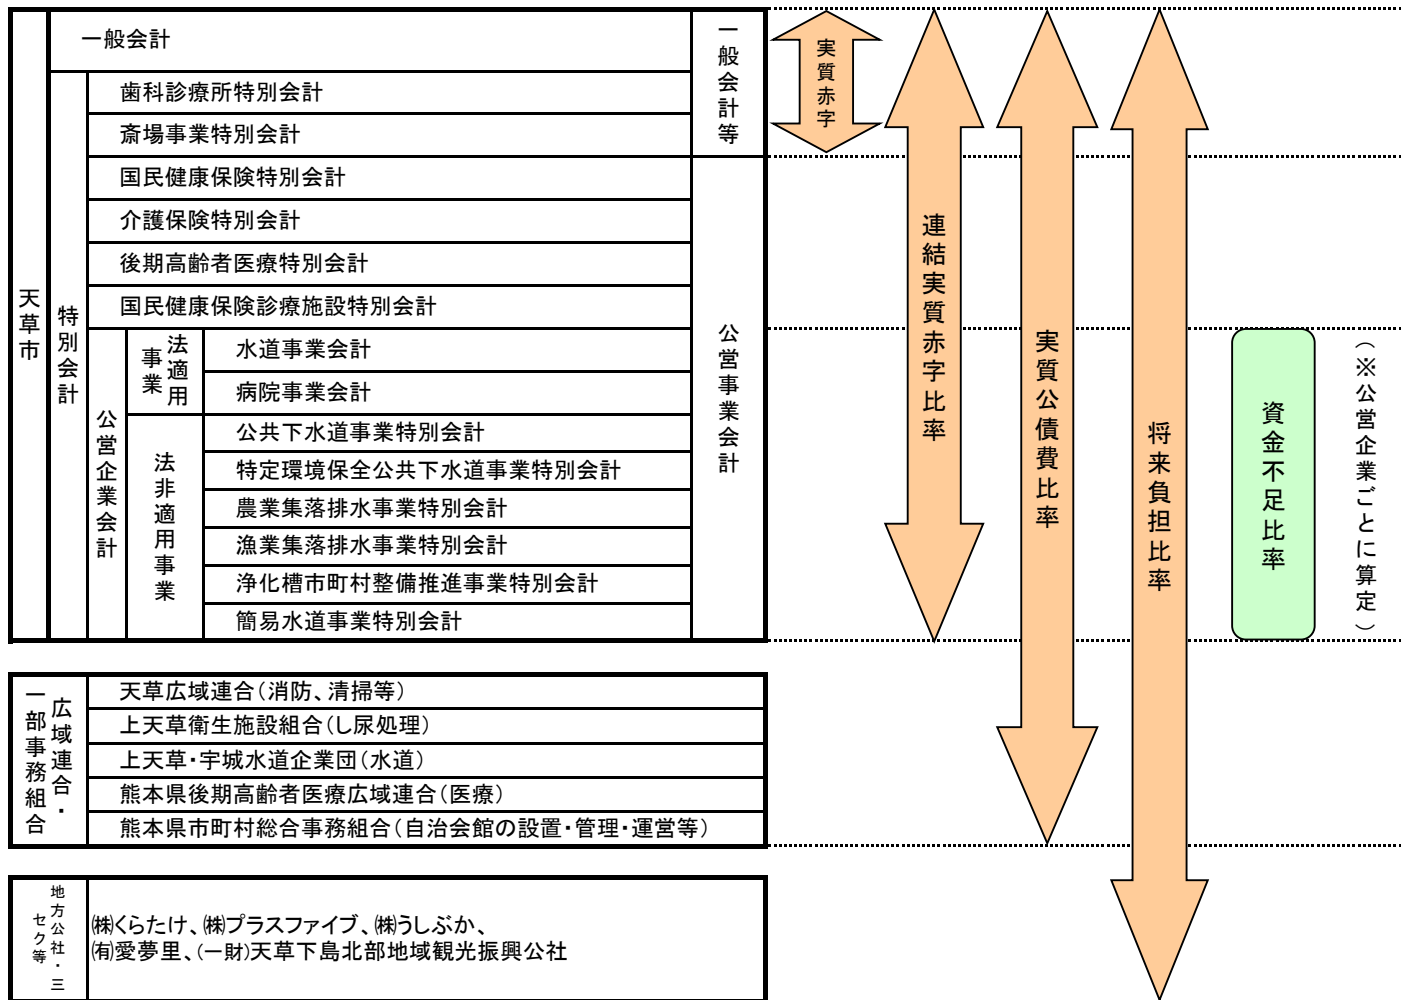 天草市
一般会計
特別会計
歯科診療所特別会計
斎場事業特別会計
国民健康保険特別会計
介護保険特別会計
後期高齢者医療特別会計
国民健康保険診療施設特別会計
公営企業会計
法適用
事業
水道事業会計
病院事業会計
法非適用事業
公共下水道事業特別会計
特定環境保全公共下水道事業特別会計
農業集落排水事業特別会計
漁業集落排水事業特別会計
浄化槽市町村整備推進事業特別会計
簡易水道事業特別会計
一般会計等
公営事業会計
実質赤字
連結実質赤字比率
実質公債費比率
将来負担比率
資金不足比率
（※公営企業ごとに算定）
広域連合・
一部事務組合
天草広域連合（消防、清掃等）
上天草衛生施設組合（し尿処理）
上天草・宇城水道企業団（水道）
熊本県後期高齢者医療広域連合（医療）
熊本県市町村総合事務組合（自治会館の設置・管理・運営等）
地方公社・三
セク等
㈱くらたけ、㈱プラスファイブ、㈱うしぶか、
㈲愛夢里、(一財)天草下島北部地域観光振興公社